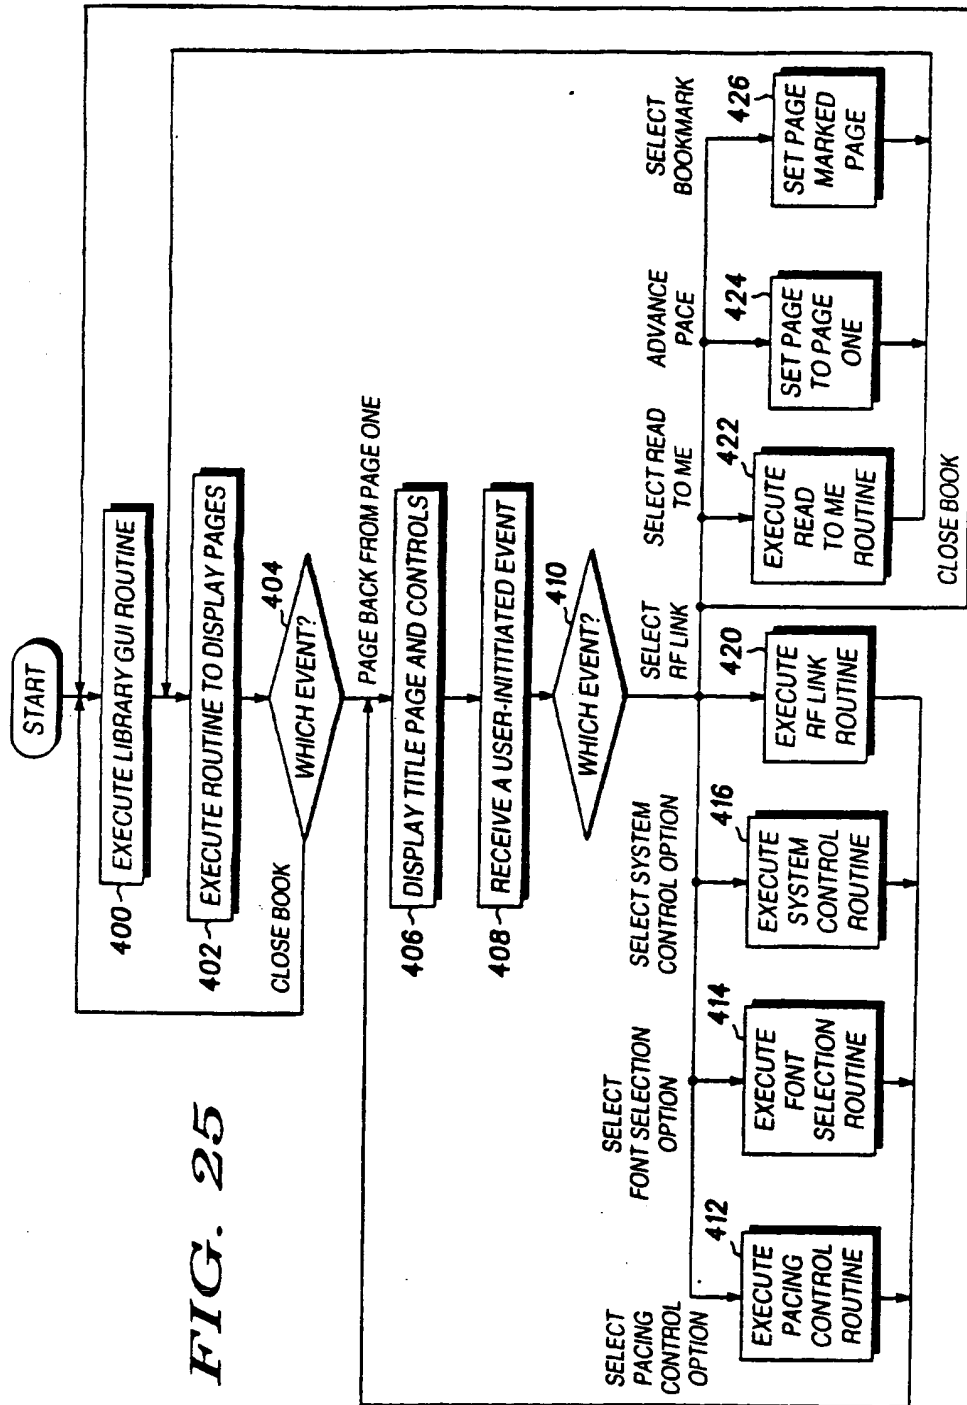 START
400
EXECUTE LIBRARY GUI ROUTINE
402
EXECUTE ROUTINE TO DISPLAY PAGES
404
WHICH EVENT?
CLOSE BOOK
PAGE BACK FROM PAGE ONE
406
DISPLAY TITLE PAGE AND CONTROLS
408
RECEIVE A USER-INITITIATED EVENT
410
WHICH EVENT?
SELECT
PACING
CONTROL
OPTION
412
EXECUTE
PACING
CONTROL
ROUTINE
SELECT
FONT SELECTION
OPTION
414
EXECUTE
FONT
SELECTION
ROUTINE
SELECT SYSTEM
CONTROL OPTION
416
EXECUTE
SYSTEM
CONTROL
ROUTINE
SELECT
RF LINK
420
EXECUTE
RF LINK
ROUTINE
SELECT READ
TO ME
422
EXECUTE
READ
TO ME
ROUTINE
ADVANCE
PACE
424
SET PAGE
TO PAGE
ONE
SELECT
BOOKMARK
426
SET PAGE
MARKED
PAGE
CLOSE BOOK
FIG. 25